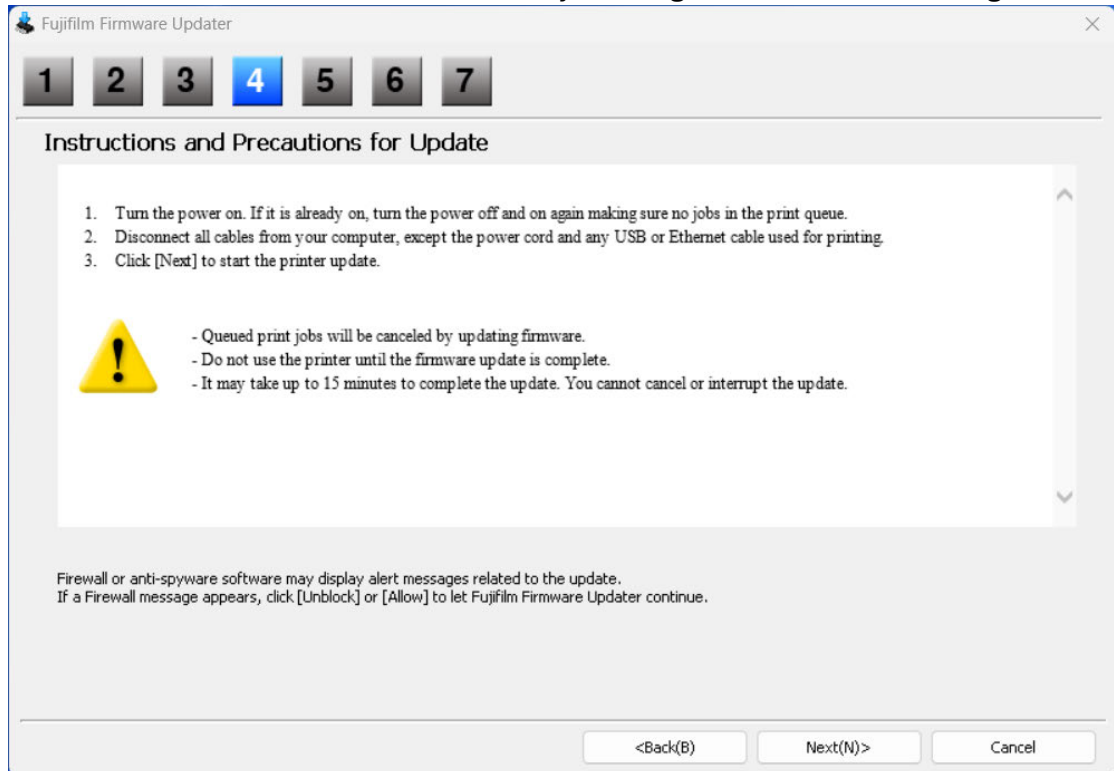 Fujifilm Firmware Updater
1 2 3 4 5 6 7
Instructions and Precautions for Update
1. Turn the power on. If it is already on, turn the power off and on again making sure no jobs in the print queue.
2. Disconnect all cables from your computer, except the power cord and any USB or Ethernet cable used for printing.
3. Click [Next] to start the printer update.
- Queued print jobs will be canceled by updating firmware.
- Do not use the printer until the firmware update is complete.
- It may take up to 15 minutes to complete the update. You cannot cancel or interrupt the update.
Firewall or anti-spyware software may display alert messages related to the update.
If a Firewall message appears, click [Unblock] or [Allow] to let Fujifilm Firmware Updater continue.
<Back(B) Next(N)> Cancel